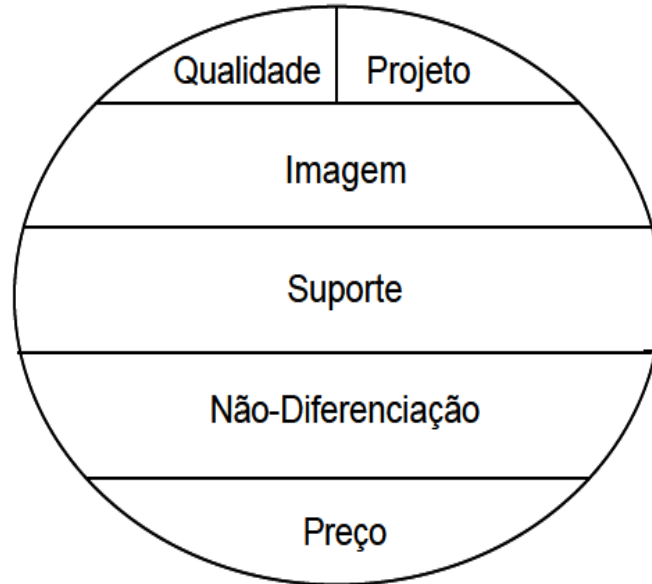 Qualidade Projeto
Imagem
Suporte
Não-Diferenciação
Preço